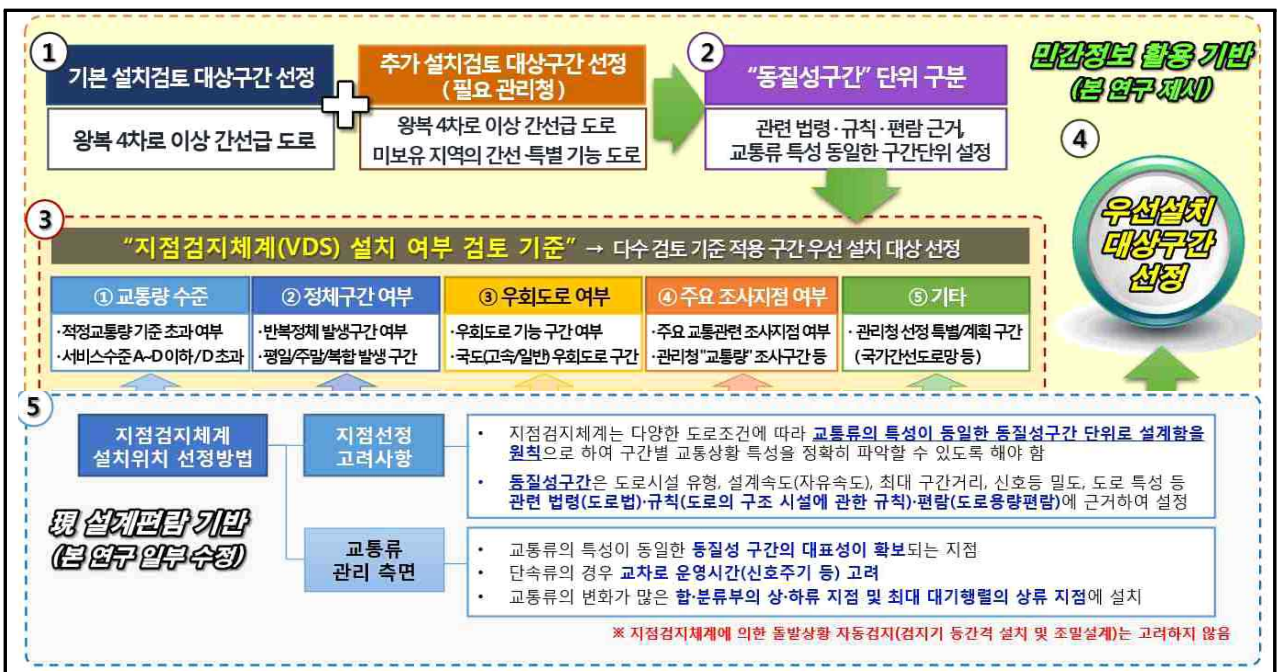 ①
기본 설치검토 대상구간 선정
왕복 4차로 이상 간선급 도로
추가 설치검토 대상구간 선정
(필요 관리청)
왕복 4차로 이상 간선급 도로
미보유 지역의 간선·특별 기능 도로
②
"동질성구간" 단위 구분
관련 법령·규칙·편람 근거,
교통류 특성 동일한 구간단위 설정
민간정보 활용 기반
(본 연구 제시)
④
우선설치
대상구간
선정
③
"지점검지체계(VDS) 설치 여부 검토 기준" → 다수 검토 기준 적용 구간 우선 설치 대상 선정
① 교통량 수준
·적정교통량 기준 초과 여부
·서비스수준 A~D 이하/D 초과
② 정체구간 여부
·반복정체 발생구간 여부
·평일/주말/복합 발생 구간
③ 우회도로 여부
·우회도로 기능 구간 여부
·국도(고속/일반) 우회도로 구간
④ 주요 조사지점 여부
·주요 교통관련 조사지점 여부
·관리청 "교통량" 조사구간 등
⑤ 기타
·관리청 선정 특별/계획 구간
(국가간선도로망 등)
⑤
지점검지체계
설치위치 선정방법
現 설계편람 기반
(본 연구 일부 수정)
지점선정
고려사항
• 지점검지체계는 다양한 도로조건에 따라 교통류의 특성이 동일한 동질성구간 단위로 설계함을
원칙으로 하여 구간별 교통상황 특성을 정확히 파악할 수 있도록 해야 함
• 동질성구간은 도로시설 유형, 설계속도(자유속도), 최대 구간거리, 신호등 밀도, 도로 특성 등
관련 법령(도로법)·규칙(도로의 구조 시설에 관한 규칙)·편람(도로용량편람)에 근거하여 설정
교통류
관리 측면
• 교통류의 특성이 동일한 동질성 구간의 대표성이 확보되는 지점
• 단속류의 경우 교차로 운영시간(신호주기 등) 고려
• 교통류의 변화가 많은 합·분류부의 상·하류 지점 및 최대 대기행렬의 상류 지점에 설치
※ 지점검지체계에 의한 돌발상황 자동검지(검지기 등간격 설치 및 조밀설계)는 고려하지 않음